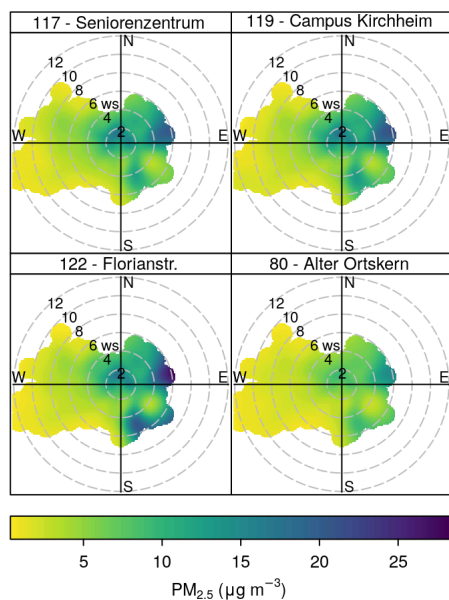 117 - Seniorenzentrum
119 - Campus Kirchheim
N
12
10
8
6 ws
4
2
W
E
S
N
12
10
8
6 ws
4
2
W
E
S
122 - Florianstr.
80 - Alter Ortskern
N
12
10
8
6 ws
4
2
W
E
S
N
12
10
8
6 ws
4
2
W
E
S
5 10 15 20 25
PM2.5 (µg m−3)